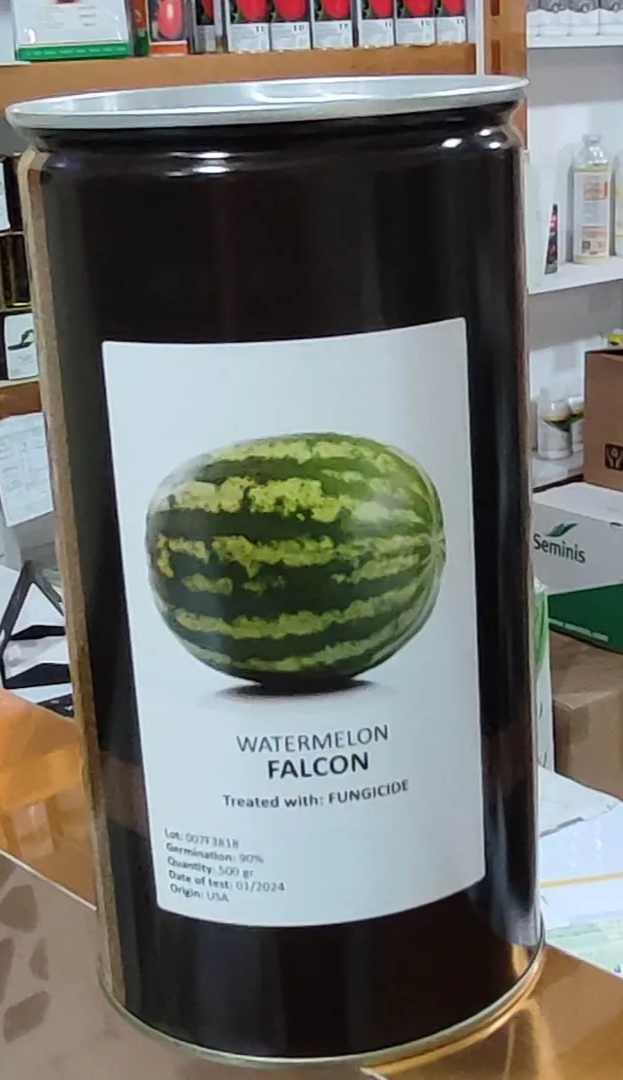 WATERMELON
FALCON
Treated with: FUNGICIDE
Lot: 007F3818
Germination: 90%
Quantity: 500 gr
Date of test: 01/2024
Origin: USA
Seminis